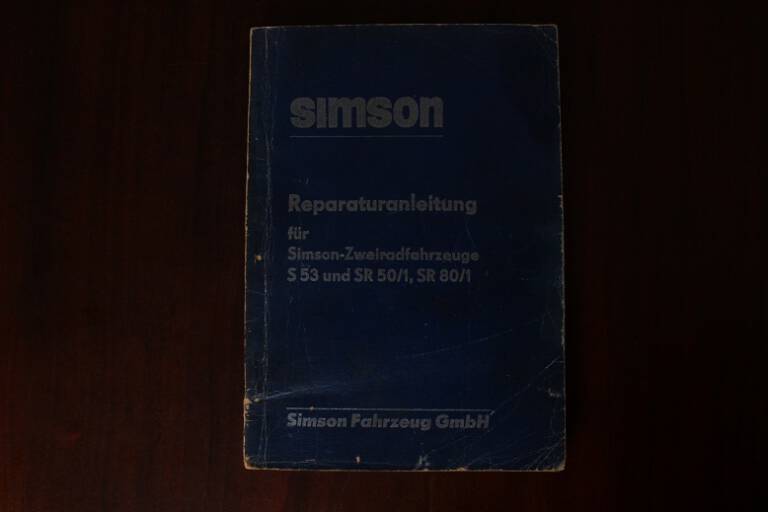 simson
Reparaturanleitung
für
Simson-Zweiradfahrzeuge
S 53 und SR 50/1, SR 80/1
Simson Fahrzeug GmbH